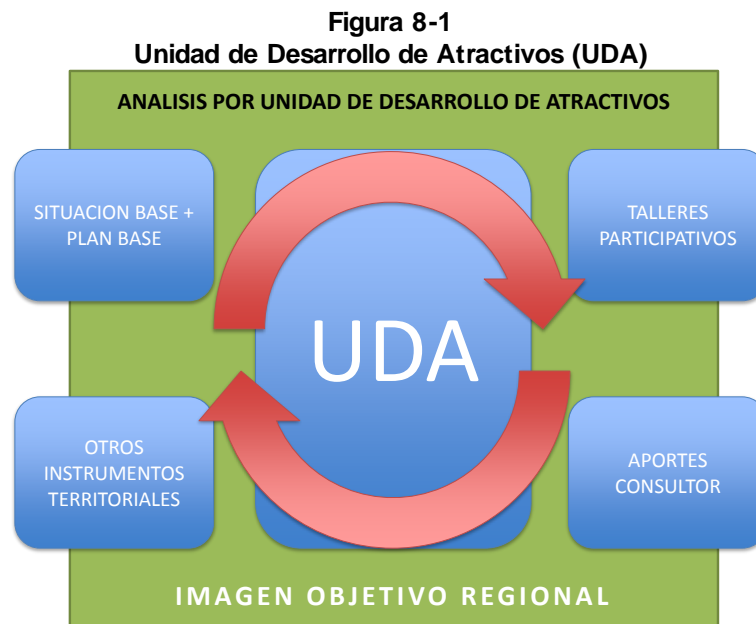 Figura 8-1
Unidad de Desarrollo de Atractivos (UDA)
ANALISIS POR UNIDAD DE DESARROLLO DE ATRACTIVOS
SITUACION BASE +
PLAN BASE
TALLERES
PARTICIPATIVOS
UDA
OTROS
INSTRUMENTOS
TERRITORIALES
APORTES
CONSULTOR
IMAGEN OBJETIVO REGIONAL